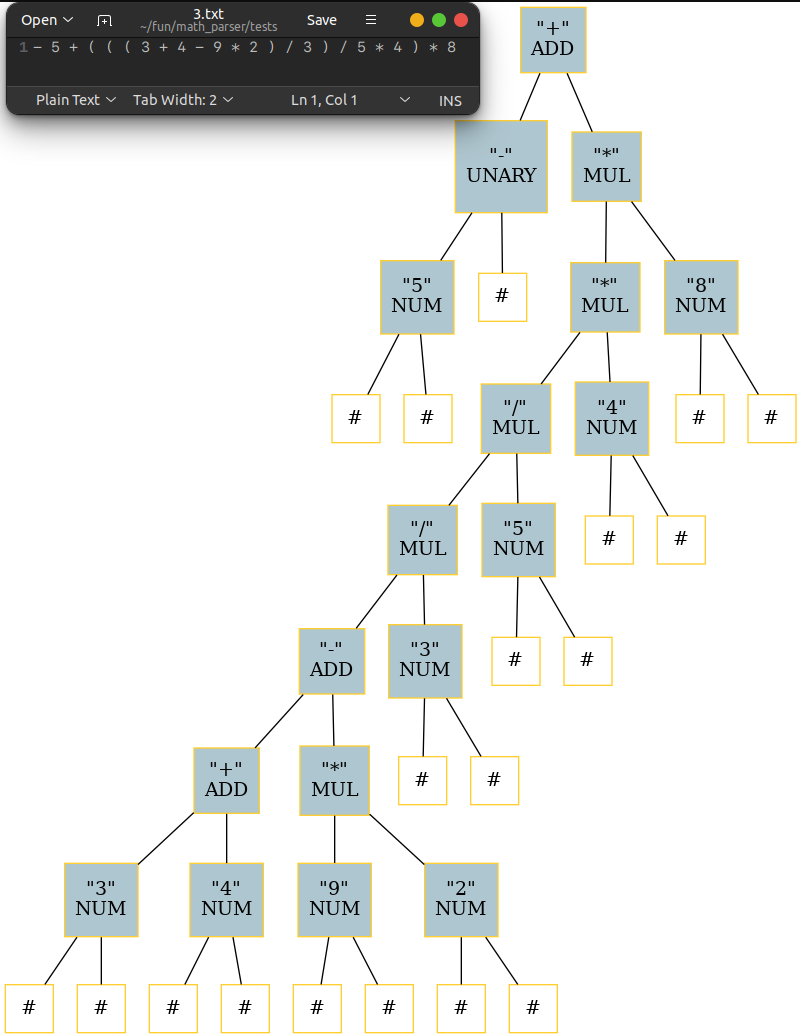 Open 3.txt Save
~/fun/math_parser/tests
1 - 5 + ( ( ( 3 + 4 - 9 * 2 ) / 3 ) / 5 * 4 ) * 8
Plain Text Tab Width: 2 Ln 1, Col 1 INS
"+"
ADD
"-"
UNARY
"*"
MUL
"5"
NUM
#
"*"
MUL
"8"
NUM
#
#
"/"
MUL
"4"
NUM
#
#
"/"
MUL
"5"
NUM
#
#
"-"
ADD
"3"
NUM
#
#
"+"
ADD
"*"
MUL
#
#
"3"
NUM
"4"
NUM
"9"
NUM
"2"
NUM
#
#
#
#
#
#
#
#